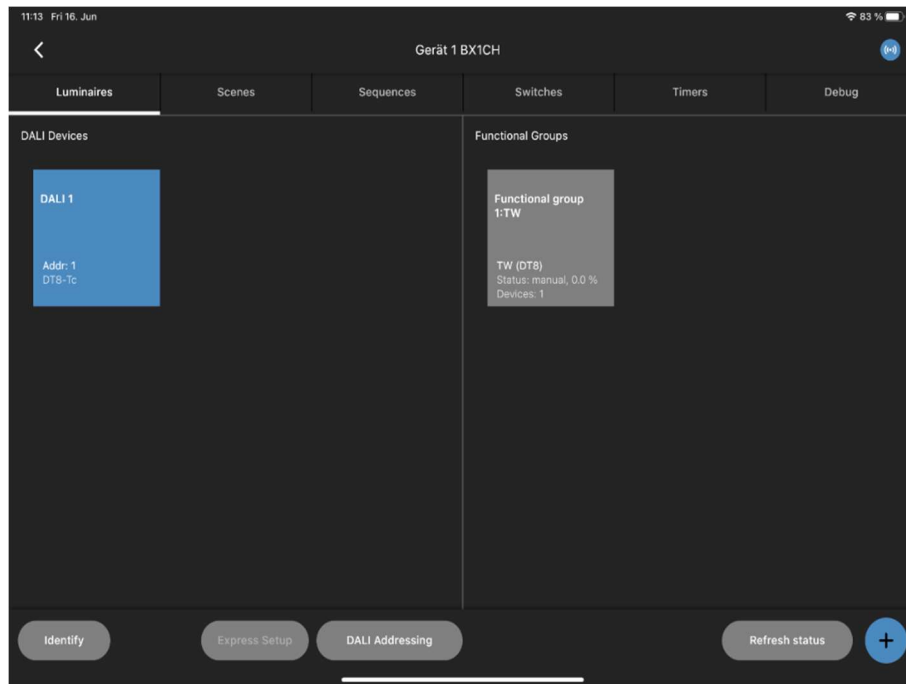 11:13 Fri 16. Jun
83 %
Gerät 1 BX1CH
Luminaires
Scenes
Sequences
Switches
Timers
Debug
DALI Devices
DALI 1
Addr: 1
DT8-Tc
Functional Groups
Functional group
1:TW
TW (DT8)
Status: manual, 0.0 %
Devices: 1
Identify
Express Setup
DALI Addressing
Refresh status
+